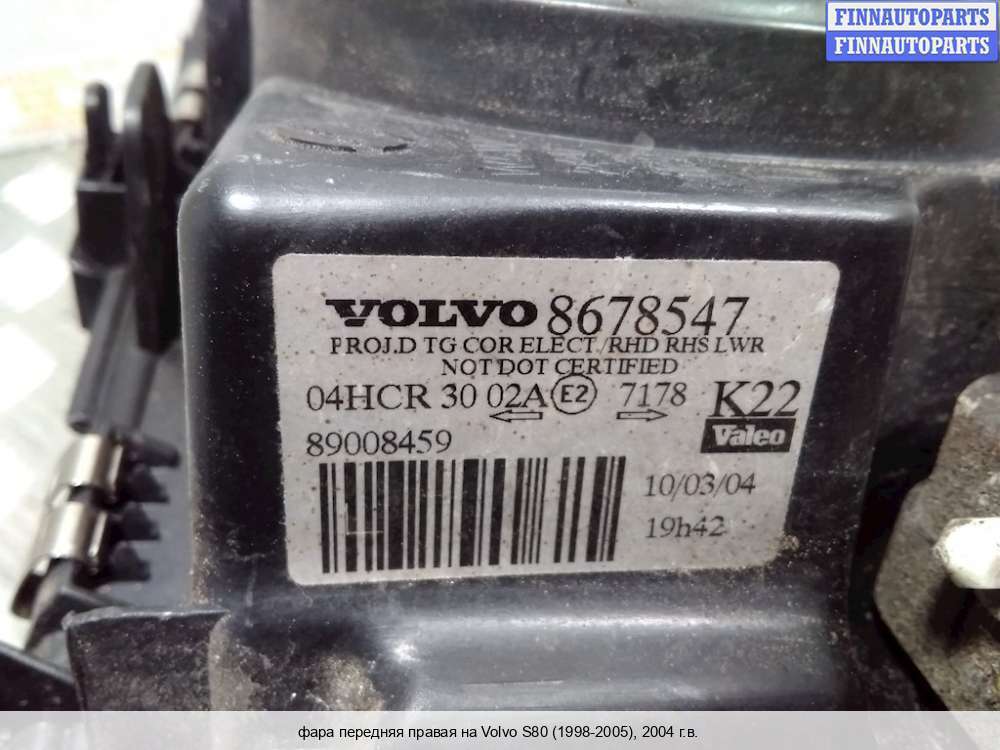 FINNAUTOPARTS
FINNAUTOPARTS
VOLVO 8678547
PROJ.D TG COR ELECT./RHD RHS LWR
NOT DOT CERTIFIED
04HCR 30 02A E2 7178 K22
Valeo
89008459
10/03/04
19h42
фара передняя правая на Volvo S80 (1998-2005), 2004 г.в.